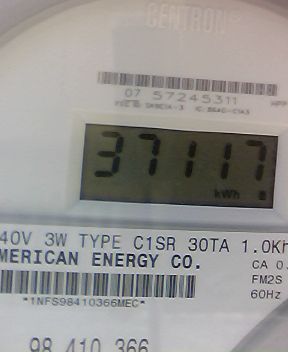 CENTRON®
07 57245311
37117
kWh
40V 3W TYPE C1SR 30TA 1.0Kh
MERICAN ENERGY CO.
CA 0.
FM2S
*1NFS98410366MEC*
60Hz
98 410 366